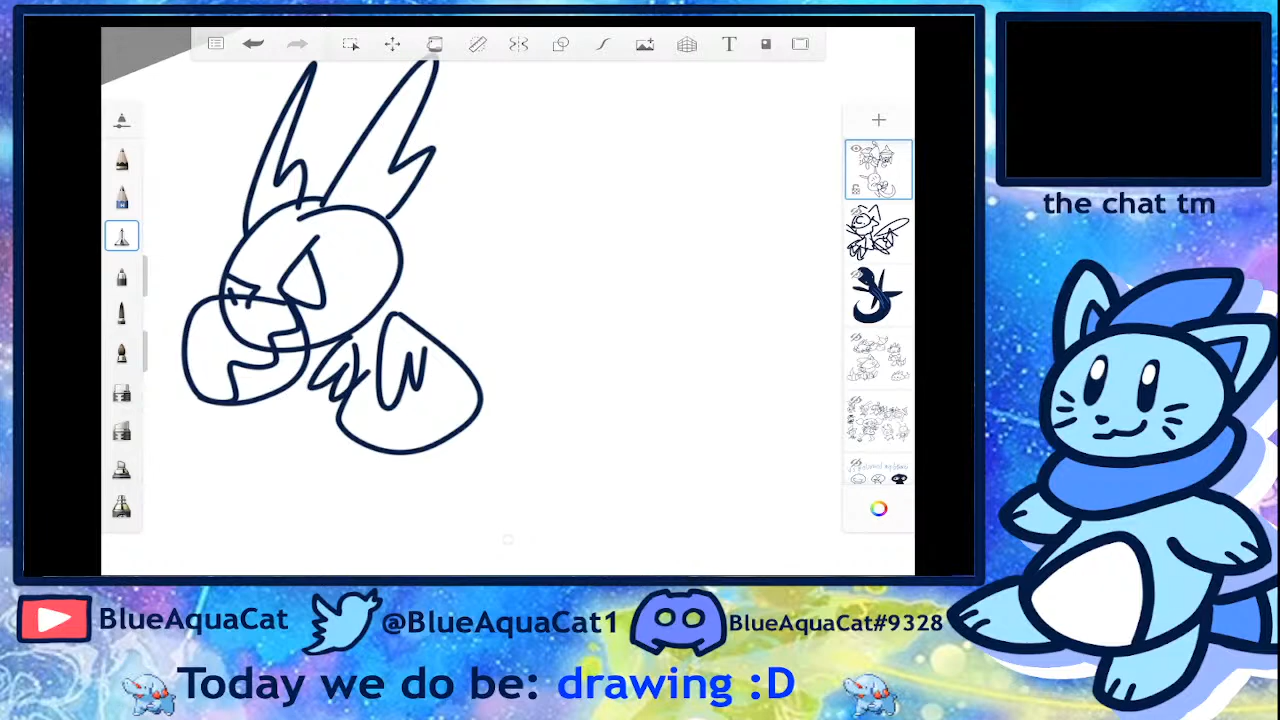 the chat tm
BlueAquaCat
@BlueAquaCat1
BlueAquaCat#9328
Today we do be: drawing :D